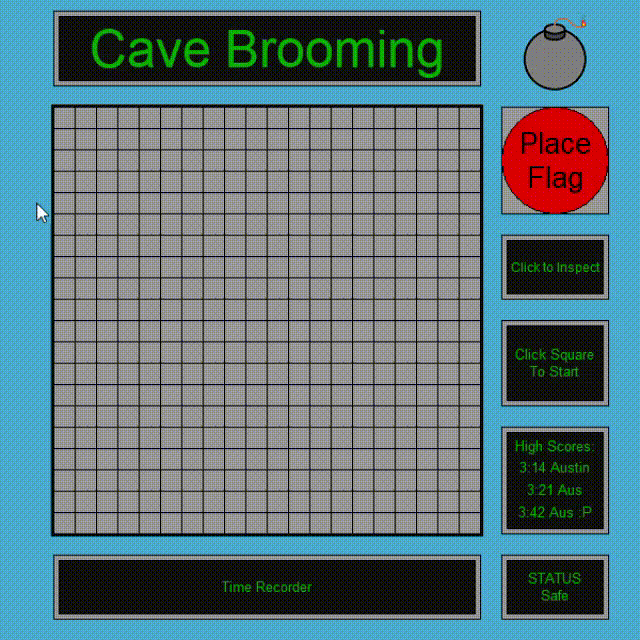 Cave Brooming
Place
Flag
Click to Inspect
Click Square
To Start
High Scores:
3:14 Austin
3:21 Aus
3:42 Aus :P
Time Recorder
STATUS
Safe